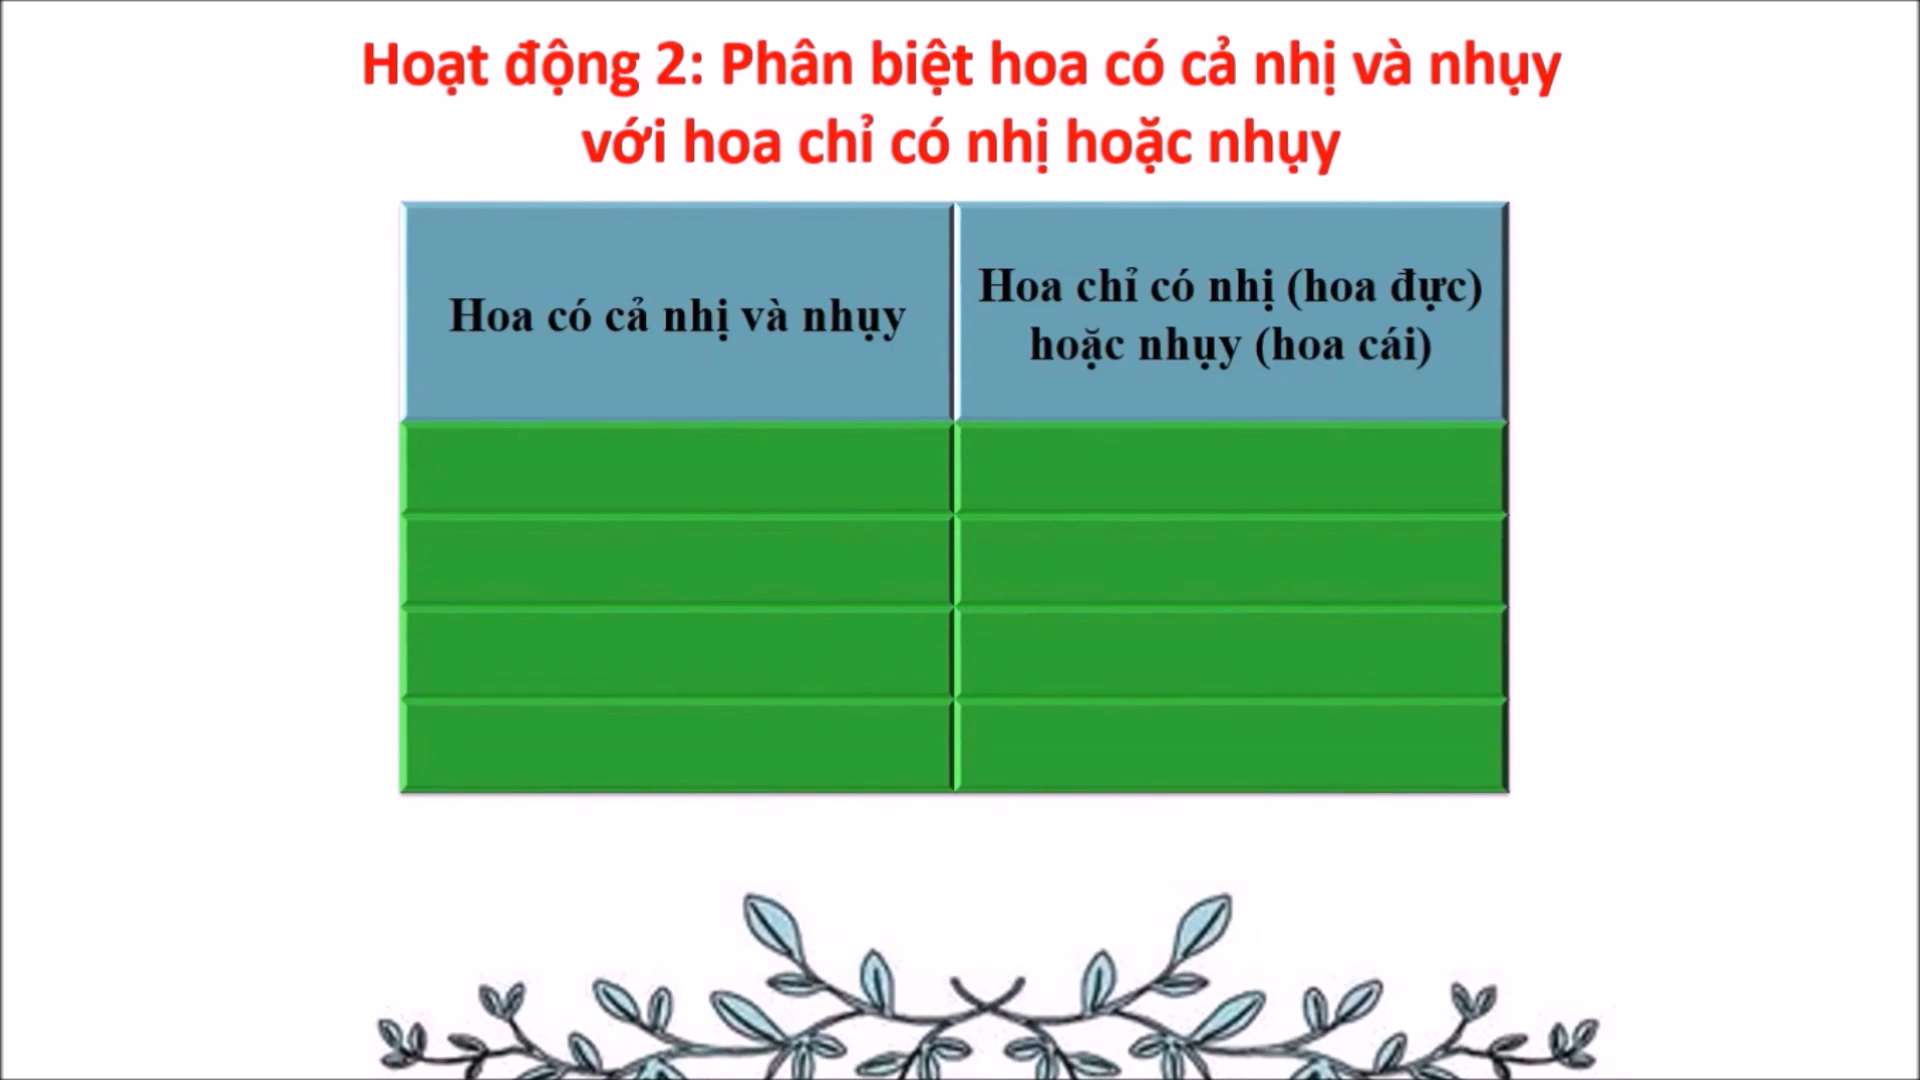 Hoạt động 2: Phân biệt hoa có cả nhị và nhụy
với hoa chỉ có nhị hoặc nhụy
Hoa có cả nhị và nhụy
Hoa chỉ có nhị (hoa đực)
hoặc nhụy (hoa cái)